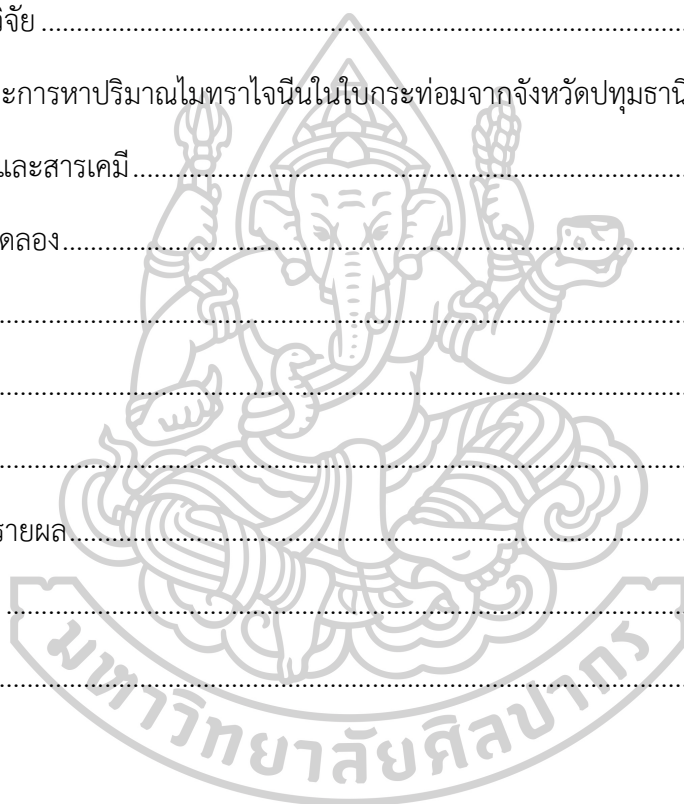 วิจัย ................................................................
ะการหาปริมาณไมทราไจนีนในใบกระท่อมจากจังหวัดปทุมธานี
และสารเคมี ................................................................
ดลอง ................................................................
................................................................
................................................................
................................................................
รายผล ................................................................
................................................................
................................................................
มหาวิทยาลัยศิลปากร